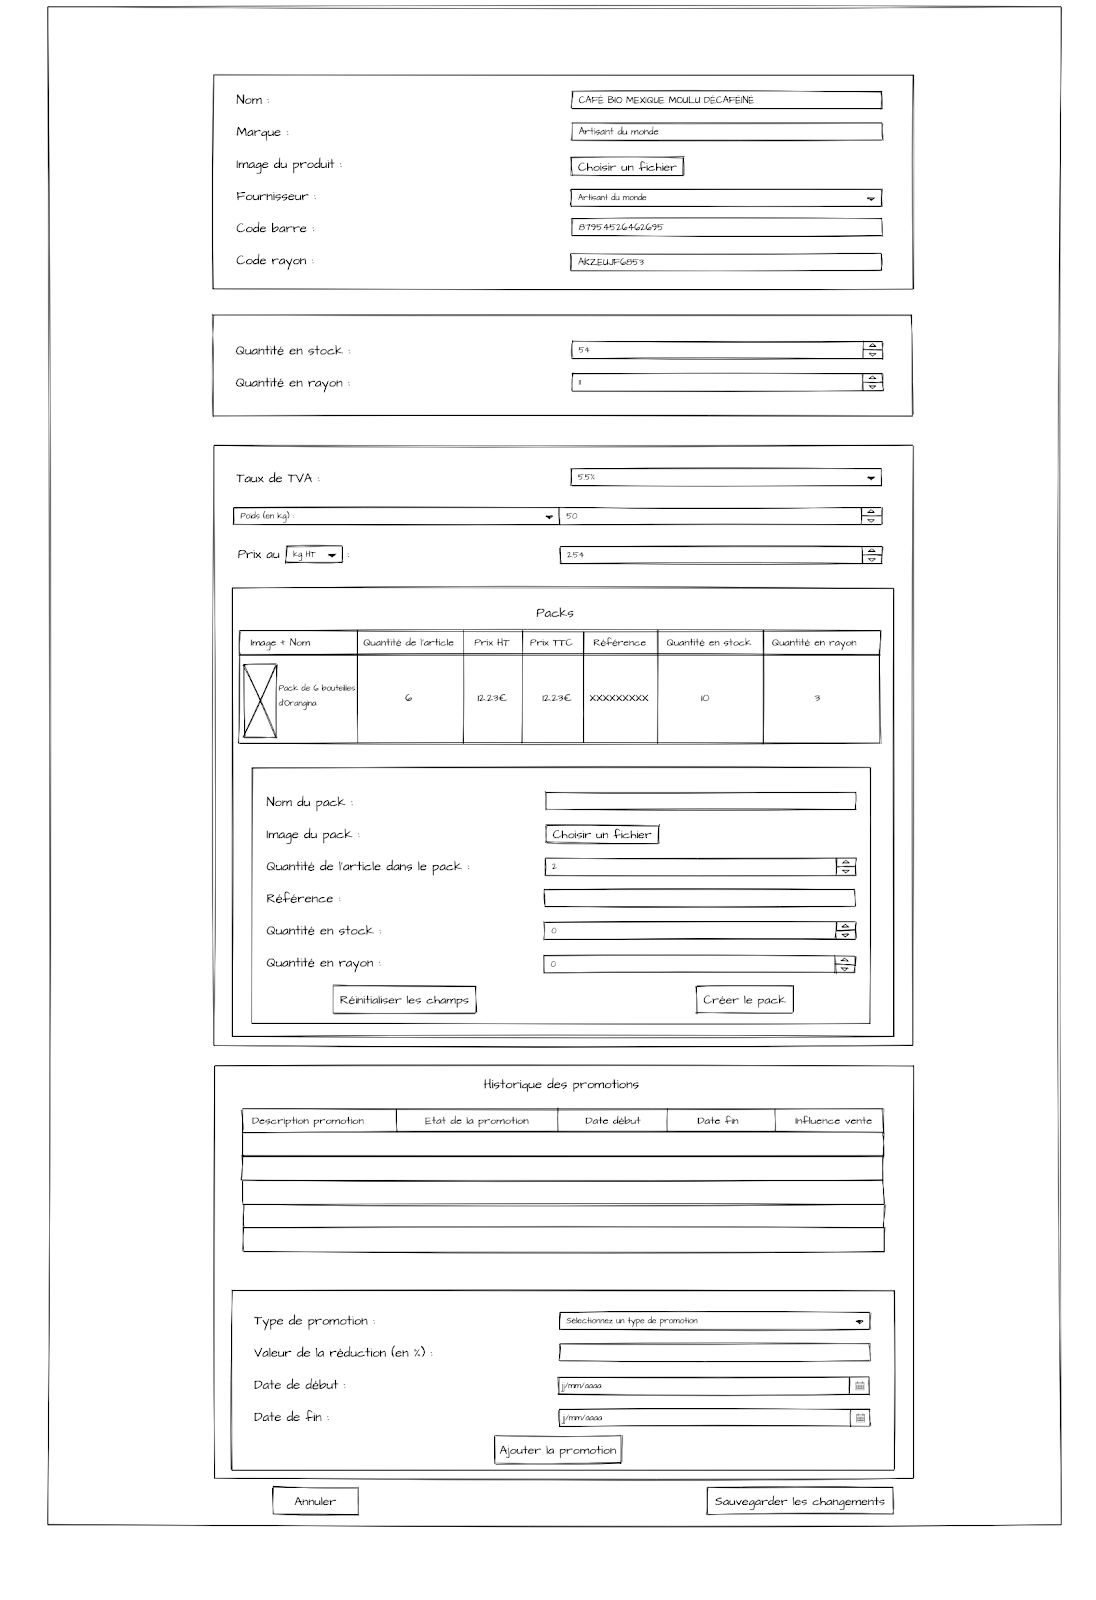 Nom : CAFÉ BIO MEXIQUE MOULU DÉCAFÉINÉ
Marque : Artisant du monde
Image du produit : Choisir un fichier
Fournisseur : Artisant du monde
Code barre : 87954526462695
Code rayon : AKZEUJF6853
Quantité en stock : 54
Quantité en rayon : 11
Taux de TVA : 5.5%
Poids (en kg) : 50
Prix au kg HT : 254
Packs
Image + Nom Quantité de l'article Prix HT Prix TTC Référence Quantité en stock Quantité en rayon
Pack de 6 bouteilles
d'Orangina 6 12.23€ 12.23€ XXXXXXXXX 10 3
Nom du pack :
Image du pack : Choisir un fichier
Quantité de l'article dans le pack : 2
Référence :
Quantité en stock : 0
Quantité en rayon : 0
Réinitialiser les champs Créer le pack
Historique des promotions
Description promotion Etat de la promotion Date début Date fin Influence vente
Type de promotion : Sélectionnez un type de promotion
Valeur de la réduction (en %) :
Date de début : jj/mm/aaaa
Date de fin : jj/mm/aaaa
Ajouter la promotion
Annuler Sauvegarder les changements